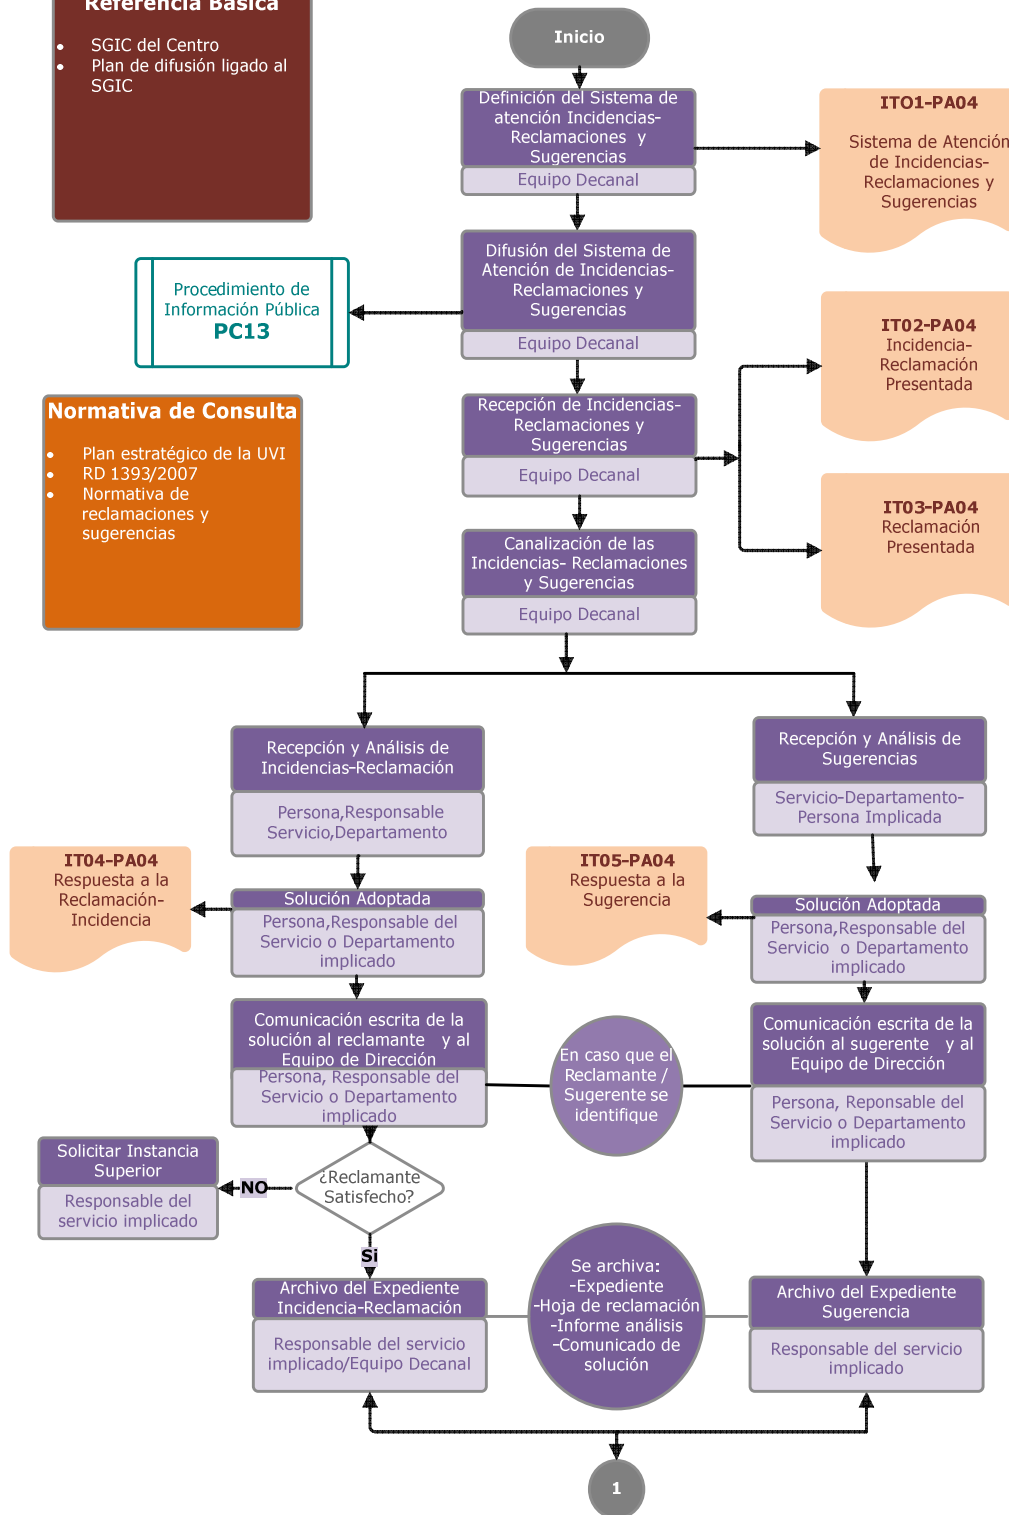 Referencia Básica
• SGIC del Centro
• Plan de difusión ligado al
SGIC
Inicio
Definición del Sistema de
atención Incidencias-
Reclamaciones y
Sugerencias
Equipo Decanal
ITO1-PA04
Sistema de Atención
de Incidencias-
Reclamaciones y
Sugerencias
Difusión del Sistema de
Atención de Incidencias-
Reclamaciones y
Sugerencias
Equipo Decanal
Procedimiento de
Información Pública
PC13
IT02-PA04
Incidencia-
Reclamación
Presentada
Normativa de Consulta
• Plan estratégico de la UVI
• RD 1393/2007
• Normativa de
reclamaciones y
sugerencias
Recepción de Incidencias-
Reclamaciones y
Sugerencias
Equipo Decanal
IT03-PA04
Reclamación
Presentada
Canalización de las
Incidencias- Reclamaciones
y Sugerencias
Equipo Decanal
Recepción y Análisis de
Incidencias-Reclamación
Persona,Responsable
Servicio,Departamento
Recepción y Análisis de
Sugerencias
Servicio-Departamento-
Persona Implicada
IT04-PA04
Respuesta a la
Reclamación-
Incidencia
Solución Adoptada
Persona,Responsable del
Servicio o Departamento
implicado
IT05-PA04
Respuesta a la
Sugerencia
Solución Adoptada
Persona,Responsable del
Servicio o Departamento
implicado
Comunicación escrita de la
solución al reclamante y al
Equipo de Dirección
Persona, Responsable del
Servicio o Departamento
implicado
En caso que el
Reclamante /
Sugerente se
identifique
Comunicación escrita de la
solución al sugerente y al
Equipo de Dirección
Persona, Reponsable del
Servicio o Departamento
implicado
Solicitar Instancia
Superior
Responsable del
servicio implicado
NO
¿Reclamante
Satisfecho?
Si
Archivo del Expediente
Incidencia-Reclamación
Responsable del servicio
implicado/Equipo Decanal
Se archiva:
-Expediente
-Hoja de reclamación
-Informe análisis
-Comunicado de
solución
Archivo del Expediente
Sugerencia
Responsable del servicio
implicado
1